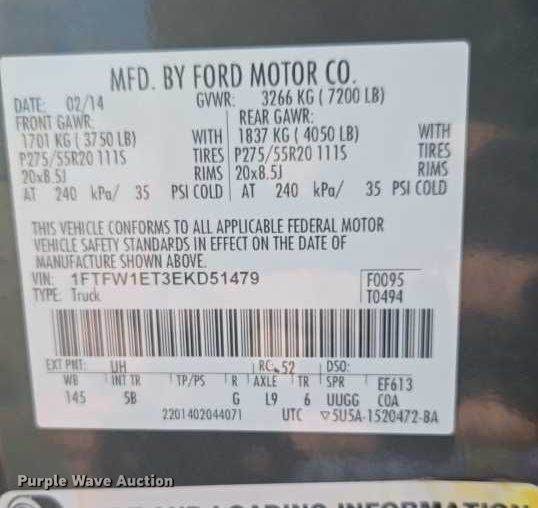 MFD. BY FORD MOTOR CO.
DATE: 02/14 GVWR: 3266 KG ( 7200 LB)
FRONT GAWR: REAR GAWR:
1701 KG ( 3750 LB) WITH 1837 KG ( 4050 LB) WITH
P275/55R20 111S TIRES P275/55R20 111S TIRES
20x8.5J RIMS 20x8.5J RIMS
AT 240 kPa/ 35 PSI COLD AT 240 kPa/ 35 PSI COLD
THIS VEHICLE CONFORMS TO ALL APPLICABLE FEDERAL MOTOR
VEHICLE SAFETY STANDARDS IN EFFECT ON THE DATE OF
MANUFACTURE SHOWN ABOVE.
VIN: 1FTFW1ET3EKD51479 F0095
TYPE: Truck T0494
EXT PNT: UH RC: 52 DSO:
WB INT TR TP/PS R AXLE TR SPR EF613
145 5B G L9 6 UUGG COA
2201402044071 UTC ▽5U5A-1520472-BA
Purple Wave Auction
LOADING INFORMATION